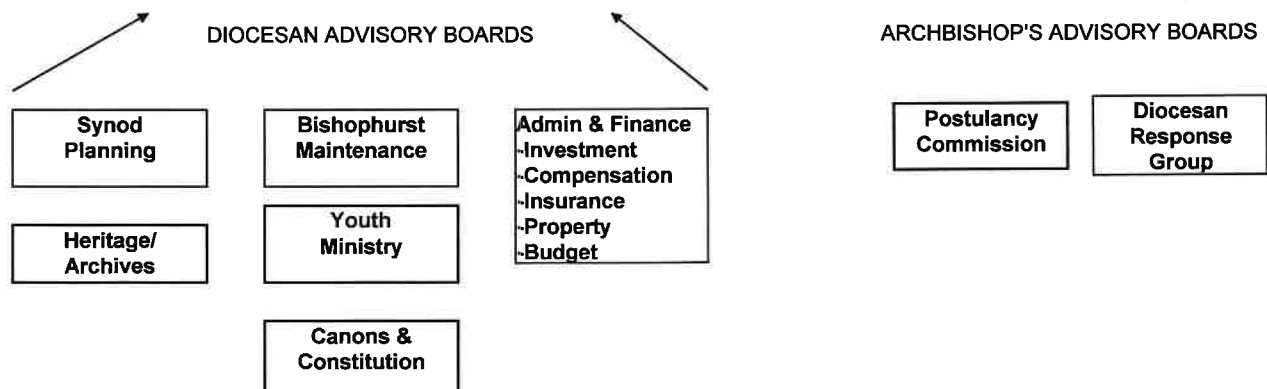 DIOCESAN ADVISORY BOARDS
ARCHBISHOP'S ADVISORY BOARDS
Synod
Planning
Bishophurst
Maintenance
Admin & Finance
-Investment
-Compensation
-Insurance
-Property
-Budget
Heritage/
Archives
Youth
Ministry
Canons &
Constitution
Postulancy
Commission
Diocesan
Response
Group